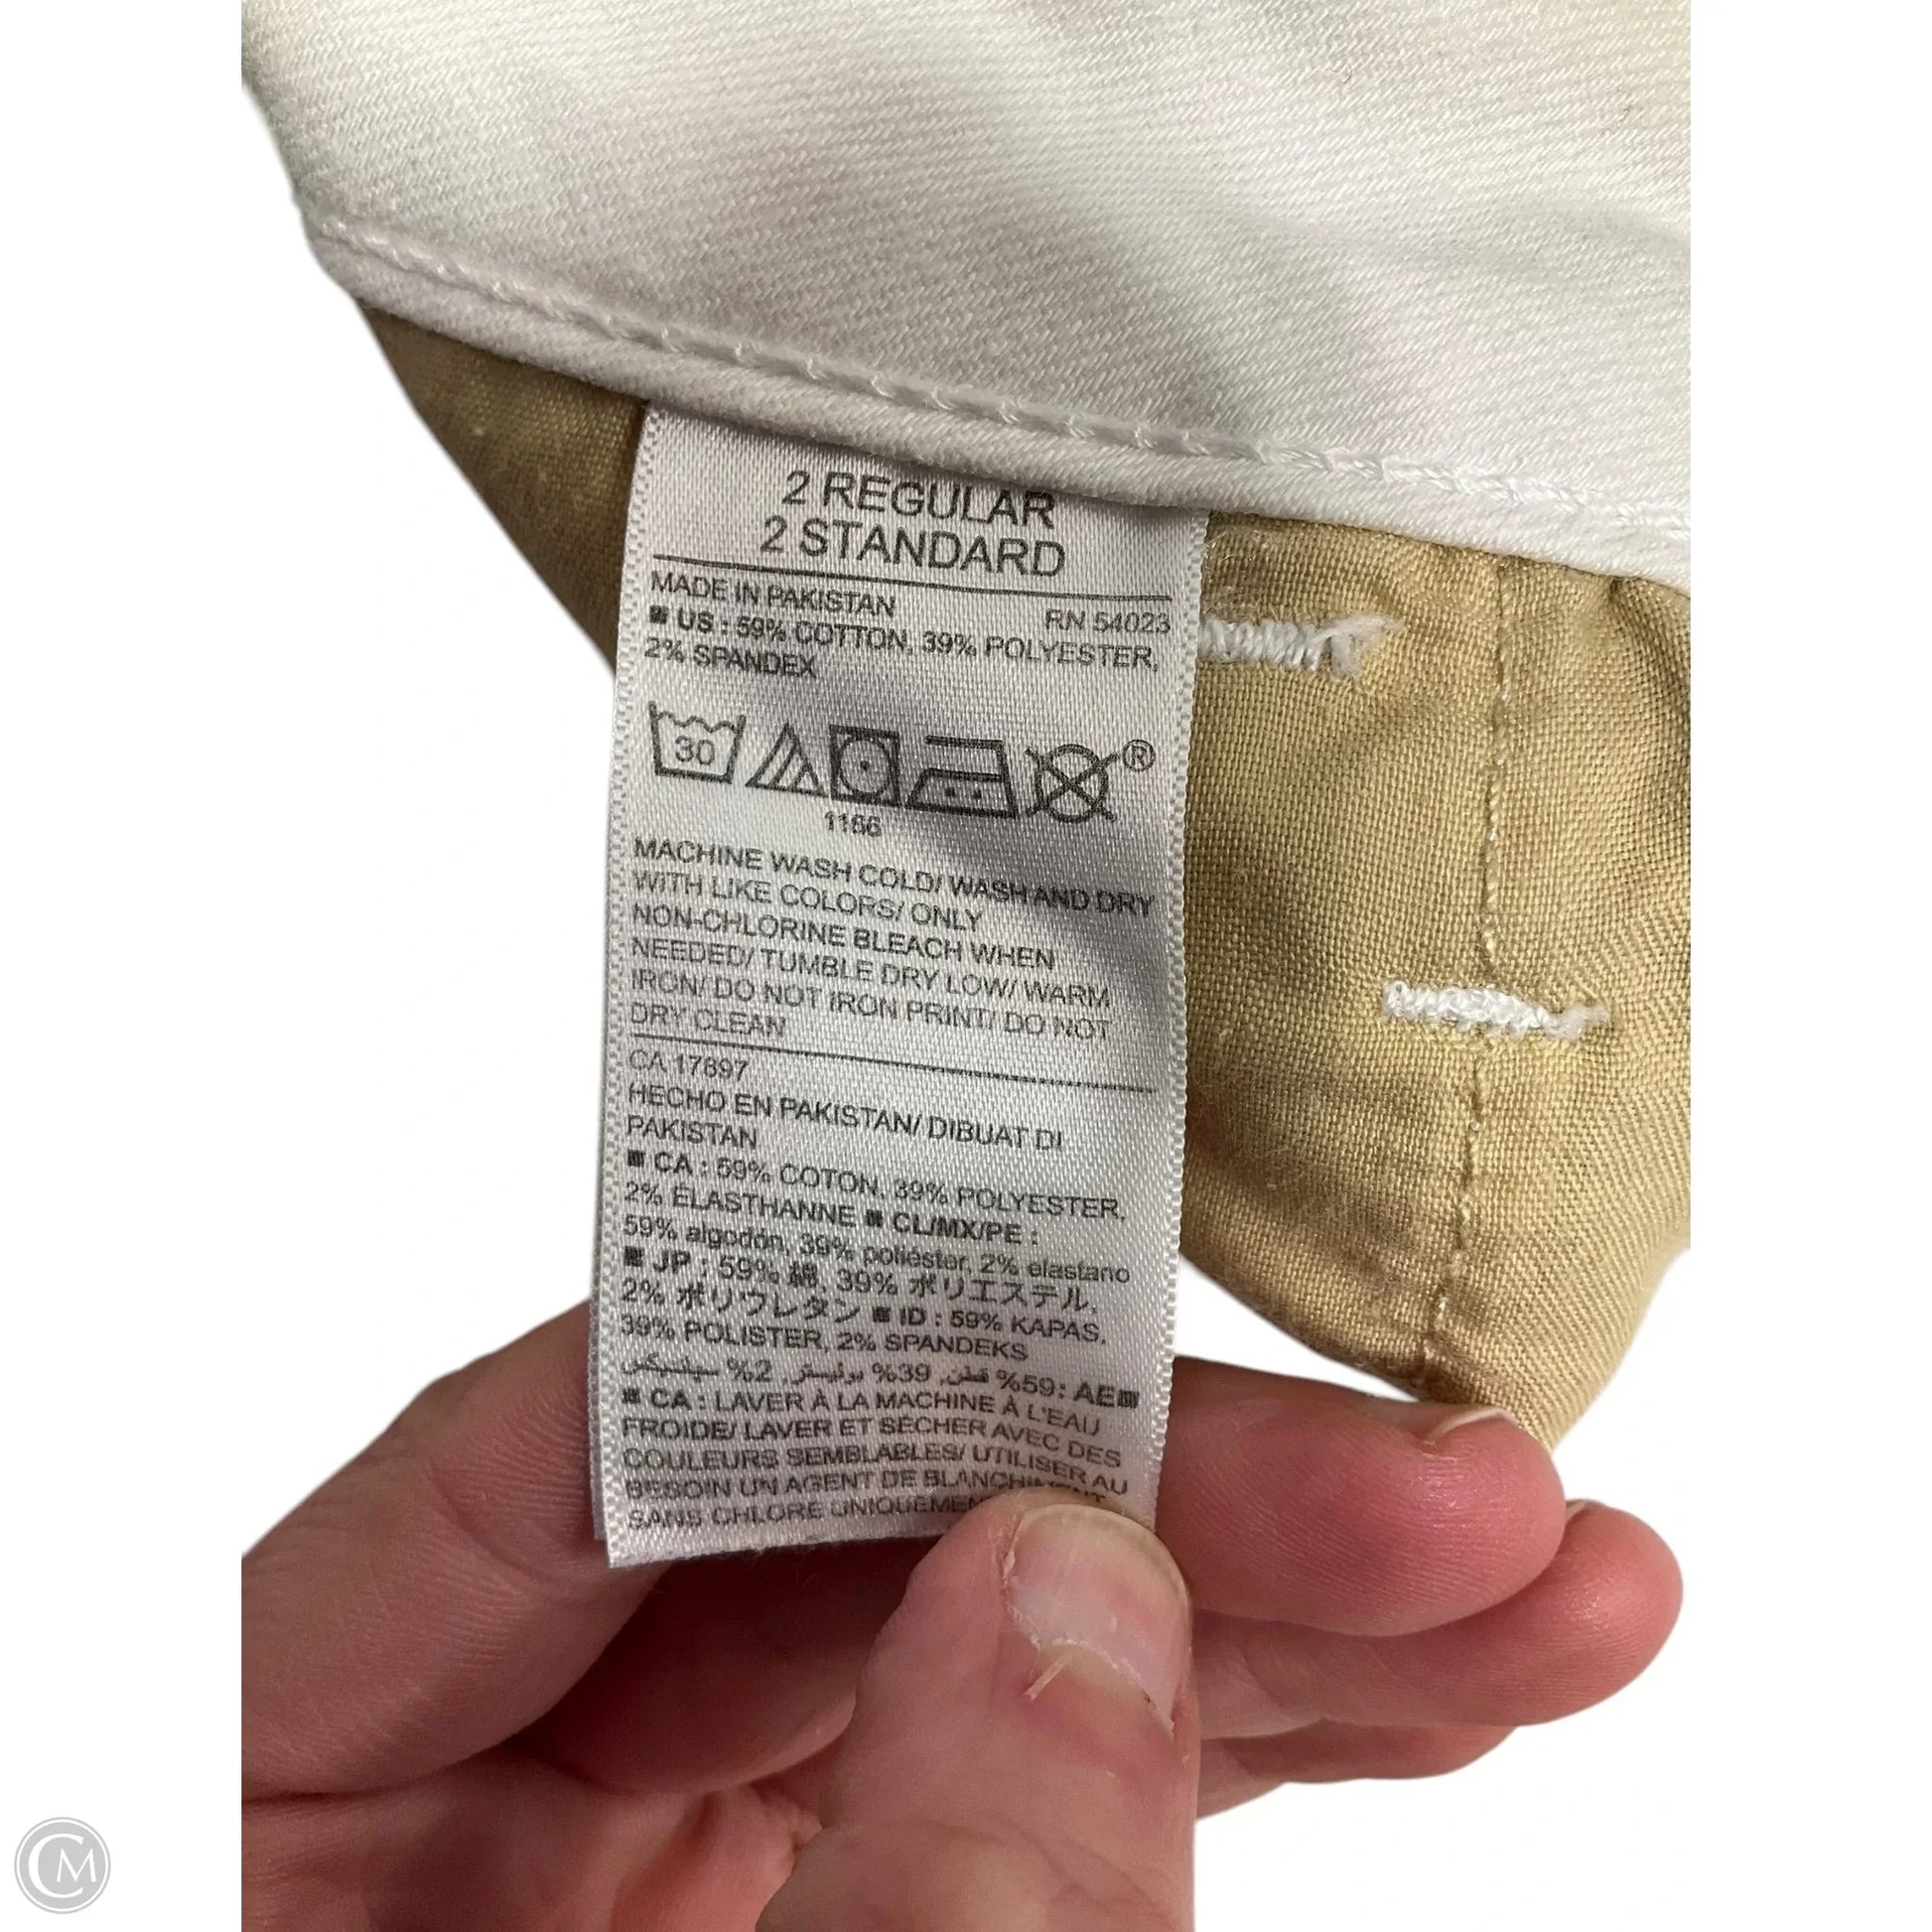 2 REGULAR
2 STANDARD
MADE IN PAKISTAN
RN 54023
■ US : 59% COTTON, 39% POLYESTER,
2% SPANDEX
30
®
1166
MACHINE WASH COLD/ WASH AND DRY
WITH LIKE COLORS/ ONLY
NON-CHLORINE BLEACH WHEN
NEEDED/ TUMBLE DRY LOW/ WARM
IRON/ DO NOT IRON PRINT/ DO NOT
DRY CLEAN
CA 17897
HECHO EN PAKISTAN/ DIBUAT DI
PAKISTAN
■ CA : 59% COTON, 39% POLYESTER,
2% ÉLASTHANNE ■ CL/MX/PE :
59% algodón, 39% poliéster, 2% elastano
■ JP : 59% 綿, 39% ポリエステル,
2% ポリウレタン ■ ID : 59% KAPAS,
39% POLISTER, 2% SPANDEKS
■AE :59% قطن, 39% بوليستر, 2%
■ CA : LAVER À LA MACHINE À L'EAU
FROIDE/ LAVER ET SÉCHER AVEC DES
COULEURS SEMBLABLES/ UTILISER AU
BESOIN UN AGENT DE BLANCHIMENT
SANS CHLORE
CM